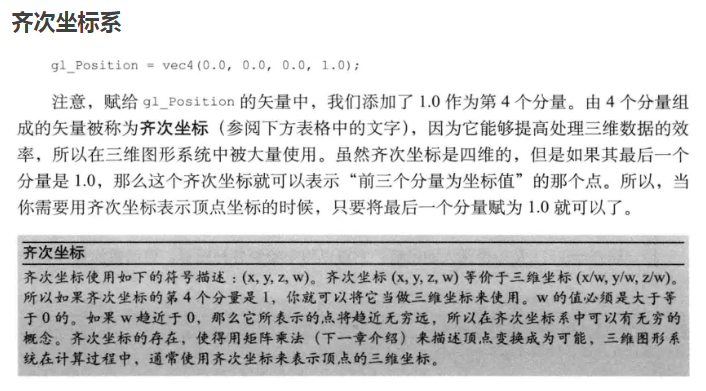 齐次坐标系
gl_Position = vec4(0.0, 0.0, 0.0, 1.0);
注意，赋给 gl_Position 的矢量中，我们添加了 1.0 作为第 4 个分量。由 4 个分量组
成的矢量被称为齐次坐标（参阅下方表格中的文字），因为它能够提高处理三维数据的效
率，所以在三维图形系统中被大量使用。虽然齐次坐标是四维的，但是如果其最后一个
分量是 1.0，那么这个齐次坐标就可以表示“前三个分量为坐标值”的那个点。所以，当
你需要用齐次坐标表示顶点坐标的时候，只要将最后一个分量赋为 1.0 就可以了。
齐次坐标
齐次坐标使用如下的符号描述：(x, y, z, w)。齐次坐标 (x, y, z, w) 等价于三维坐标 (x/w, y/w, z/w)。
所以如果齐次坐标的第 4 个分量是 1，你就可以将它当做三维坐标来使用。w 的值必须是大于等
于 0 的。如果 w 趋近于 0，那么它所表示的点将趋近无穷远，所以在齐次坐标系中可以有无穷的
概念。齐次坐标的存在，使得用矩阵乘法（下一章介绍）来描述顶点变换成为可能，三维图形系
统在计算过程中，通常使用齐次坐标来表示顶点的三维坐标。